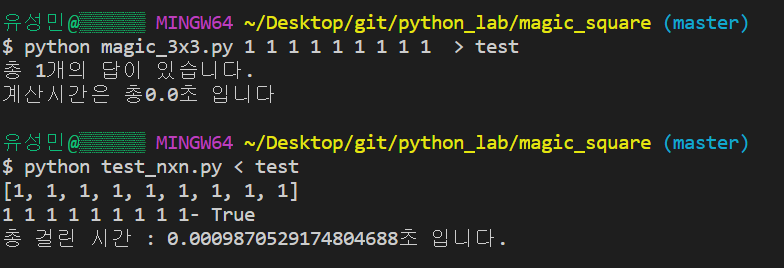 유성민@ MINGW64 ~/Desktop/git/python_lab/magic_square (master)
$ python magic_3x3.py 1 1 1 1 1 1 1 1 1  > test
총 1개의 답이 있습니다.
계산시간은 총0.0초 입니다
유성민@ MINGW64 ~/Desktop/git/python_lab/magic_square (master)
$ python test_nxn.py < test
[1, 1, 1, 1, 1, 1, 1, 1, 1]
1 1 1 1 1 1 1 1 1- True
총 걸린 시간 : 0.0009870529174804688초 입니다.